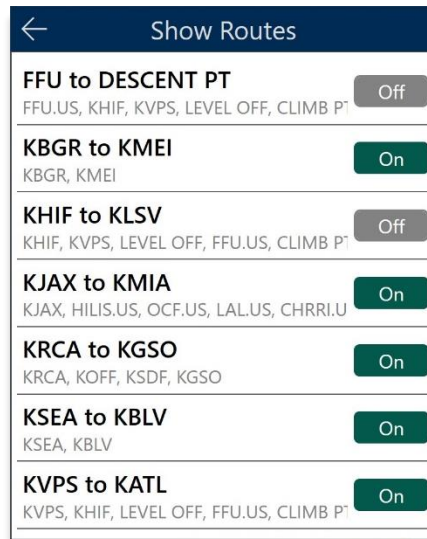 Show Routes
FFU to DESCENT PT
Off
FFU.US, KHIF, KVPS, LEVEL OFF, CLIMB PT
KBGR to KMEI
On
KBGR, KMEI
KHIF to KLSV
Off
KHIF, KVPS, LEVEL OFF, FFU.US, CLIMB PT
KJAX to KMIA
On
KJAX, HILIS.US, OCF.US, LAL.US, CHRRI.U
KRCA to KGSO
On
KRCA, KOFF, KSDF, KGSO
KSEA to KBLV
On
KSEA, KBLV
KVPS to KATL
On
KVPS, KHIF, LEVEL OFF, FFU.US, CLIMB PT